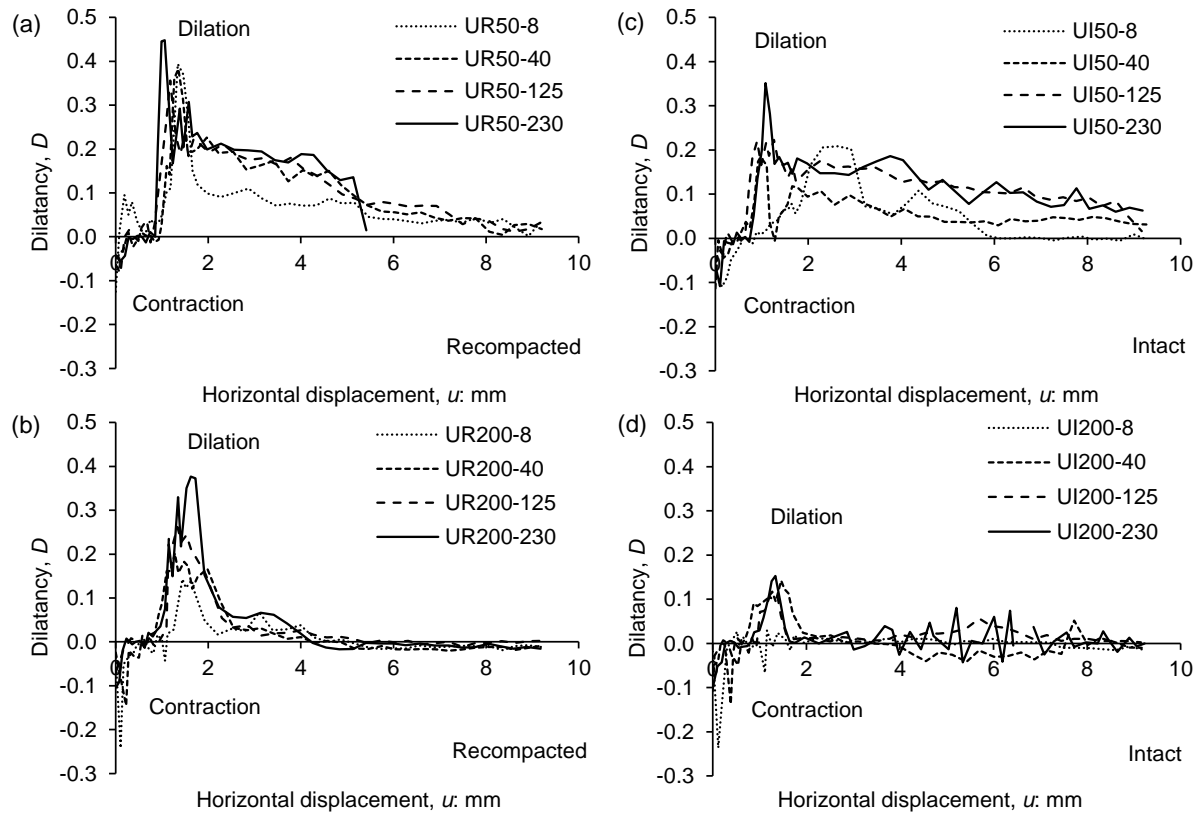 (a)
Dilation
UR50-8
UR50-40
UR50-125
UR50-230
Dilatancy, D
0.5
0.4
0.3
0.2
0.1
0.0
-0.1
-0.2
-0.3
0 2 4 6 8 10
Contraction
Recompacted
Horizontal displacement, u: mm
(c)
Dilation
UI50-8
UI50-40
UI50-125
UI50-230
Dilatancy, D
0.5
0.4
0.3
0.2
0.1
0.0
-0.1
-0.2
-0.3
0 2 4 6 8 10
Contraction
Intact
Horizontal displacement, u: mm
(b)
Dilation
UR200-8
UR200-40
UR200-125
UR200-230
Dilatancy, D
0.5
0.4
0.3
0.2
0.1
0.0
-0.1
-0.2
-0.3
0 2 4 6 8 10
Contraction
Recompacted
Horizontal displacement, u: mm
(d)
Dilation
UI200-8
UI200-40
UI200-125
UI200-230
Dilatancy, D
0.5
0.4
0.3
0.2
0.1
0.0
-0.1
-0.2
-0.3
0 2 4 6 8 10
Contraction
Intact
Horizontal displacement, u: mm